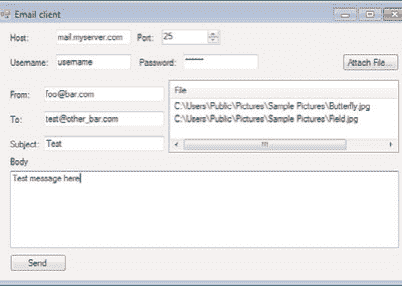 Email client
Host: mail.myserver.com Port: 25
Username: username Password: ••••••••
Attach File...
From: foo@bar.com
To: test@other_bar.com
Subject: Test
File
C:\Users\Public\Pictures\Sample Pictures\Butterfly.jpg
C:\Users\Public\Pictures\Sample Pictures\Field.jpg
Body
Test message here
Send